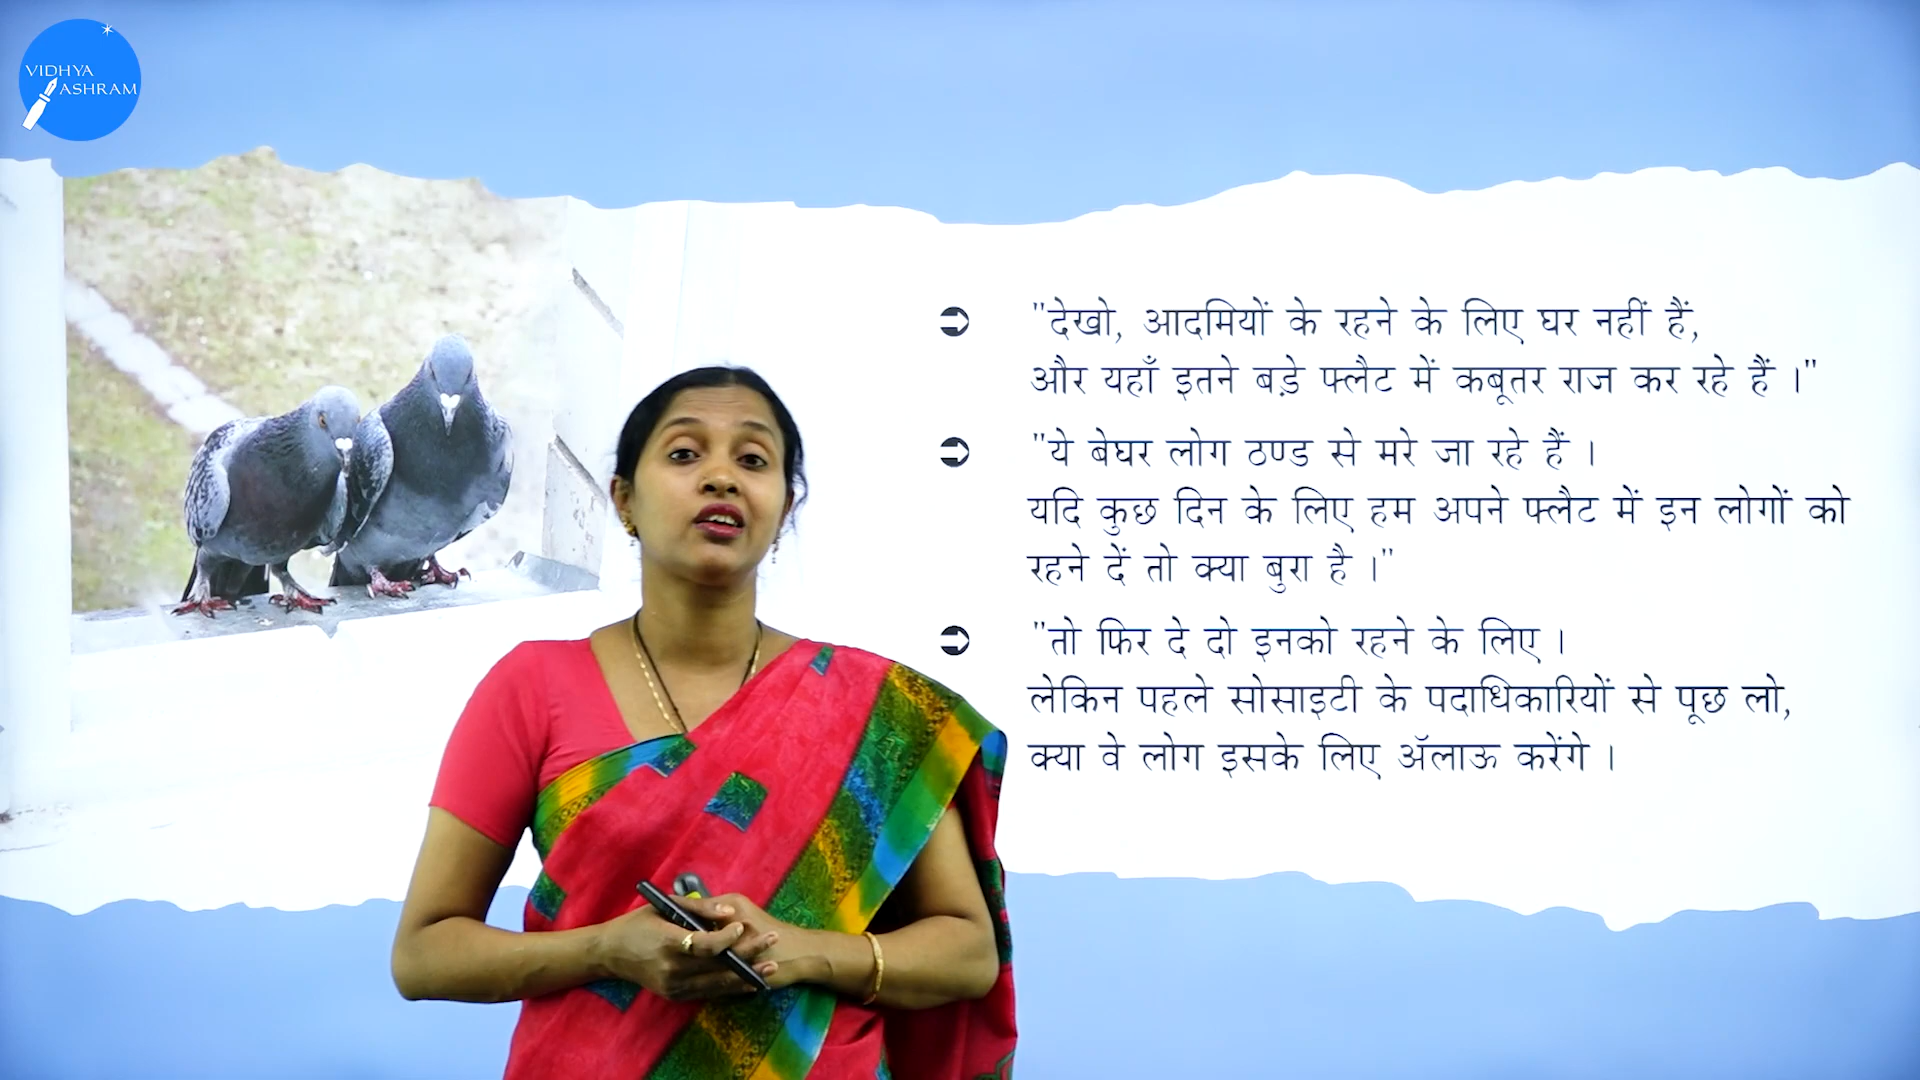 VIDHYA
ASHRAM
"देखो, आदमियों के रहने के लिए घर नहीं हैं,
और यहाँ इतने बड़े फ्लैट में कबूतर राज कर रहे हैं ।"
"ये बेघर लोग ठण्ड से मरे जा रहे हैं ।
यदि कुछ दिन के लिए हम अपने फ्लैट में इन लोगों को
रहने दें तो क्या बुरा है ।"
"तो फिर दे दो इनको रहने के लिए ।
लेकिन पहले सोसाइटी के पदाधिकारियों से पूछ लो,
क्या वे लोग इसके लिए ॲलाऊ करेंगे ।